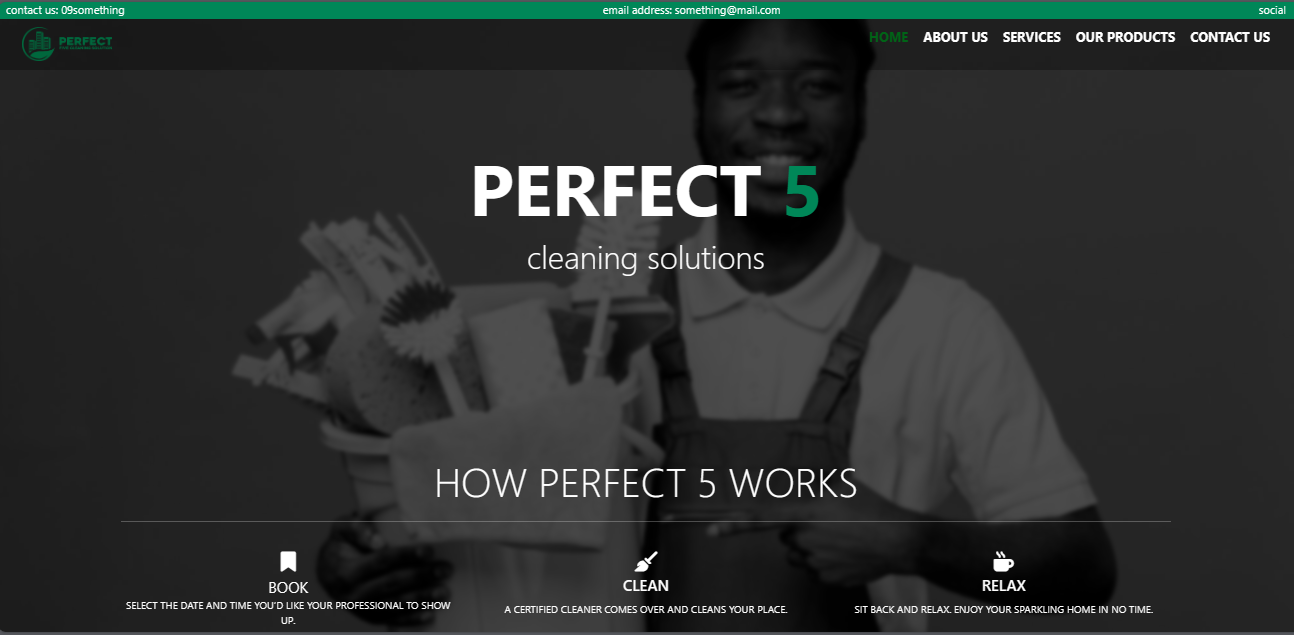 contact us: 09something
email address: something@mail.com
social
PERFECT
HOME
ABOUT US
SERVICES
OUR PRODUCTS
CONTACT US
PERFECT 5
cleaning solutions
HOW PERFECT 5 WORKS
BOOK
SELECT THE DATE AND TIME YOU'D LIKE YOUR PROFESSIONAL TO SHOW
UP.
CLEAN
A CERTIFIED CLEANER COMES OVER AND CLEANS YOUR PLACE.
RELAX
SIT BACK AND RELAX. ENJOY YOUR SPARKLING HOME IN NO TIME.